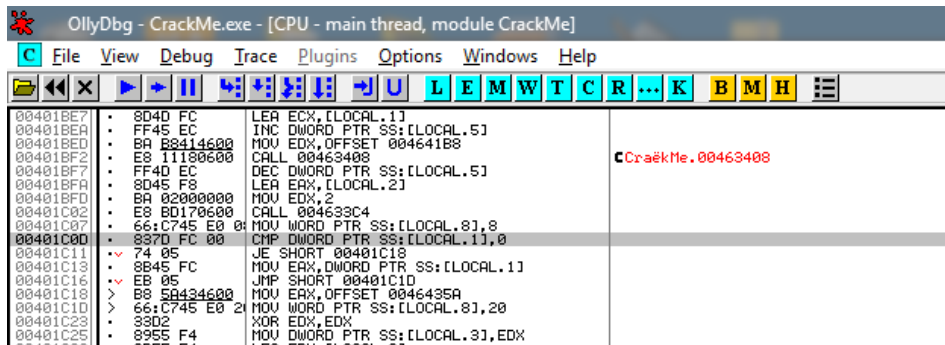 OllyDbg - CrackMe.exe - [CPU - main thread, module CrackMe]
C File View Debug Trace Plugins Options Windows Help
L E M W T C R ... K B M H
00401BE7 · 8D4D FC LEA ECX,[LOCAL.1]
00401BEA · FF45 EC INC DWORD PTR SS:[LOCAL.5]
00401BED · BA B8414600 MOV EDX,OFFSET 004641B8
00401BF2 · E8 11180600 CALL 00463408 CCraëkMe.00463408
00401BF7 · FF4D EC DEC DWORD PTR SS:[LOCAL.5]
00401BFA · 8D45 F8 LEA EAX,[LOCAL.2]
00401BFD · BA 02000000 MOV EDX,2
00401C02 · E8 BD170600 CALL 004633C4
00401C07 · 66:C745 E0 0 MOV WORD PTR SS:[LOCAL.8],8
00401C0D · 837D FC 00 CMP DWORD PTR SS:[LOCAL.1],0
00401C11 ·v 74 05 JE SHORT 00401C18
00401C13 · 8B45 FC MOV EAX,DWORD PTR SS:[LOCAL.1]
00401C16 ·v EB 05 JMP SHORT 00401C1D
00401C18 > B8 5A434600 MOV EAX,OFFSET 0046435A
00401C1D > 66:C745 E0 2 MOV WORD PTR SS:[LOCAL.8],20
00401C23 · 33D2 XOR EDX,EDX
00401C25 · 8955 F4 MOV DWORD PTR SS:[LOCAL.3],EDX